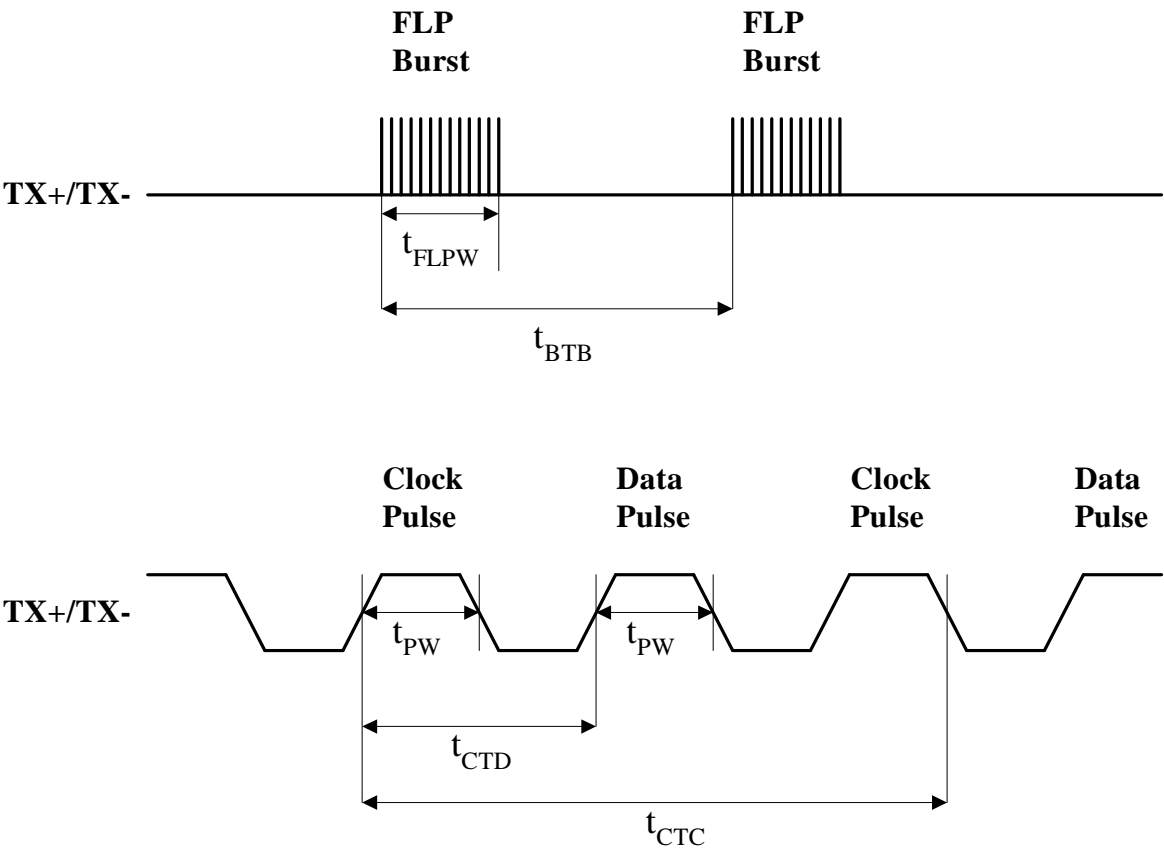 FLP FLP
Burst Burst
TX+/TX-
tFLPW
tBTB
Clock Data Clock Data
Pulse Pulse Pulse Pulse
TX+/TX-
tPW tPW
tCTD
tCTC